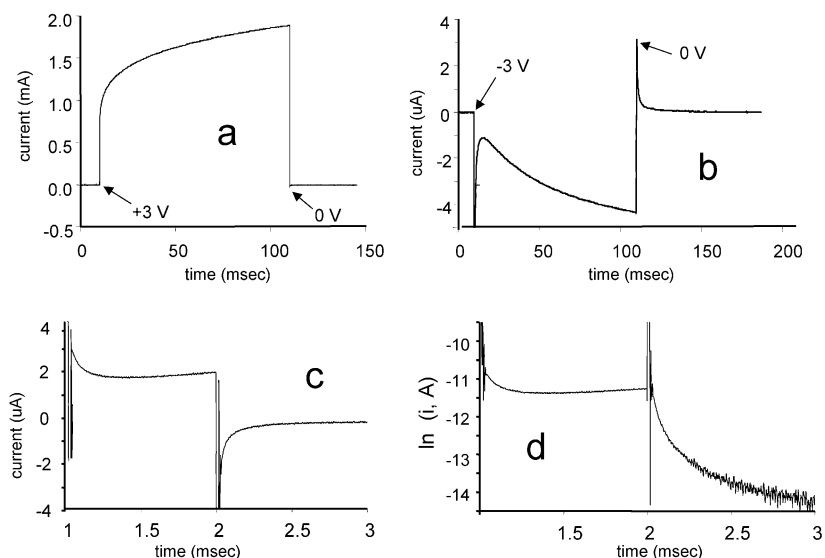 2.0
1.5
1.0
0.5
0.0
-0.5
current (mA)
a
+3 V
0 V
0
50
100
150
time (msec)
4
2
0
-2
-4
current (uA)
-3 V
0 V
b
0
50
100
150
200
time (msec)
4
2
0
-2
-4
current (uA)
c
1
1.5
2
2.5
3
time (msec)
-10
-11
-12
-13
-14
ln (i, A)
d
1.5
2
2.5
3
time (msec)